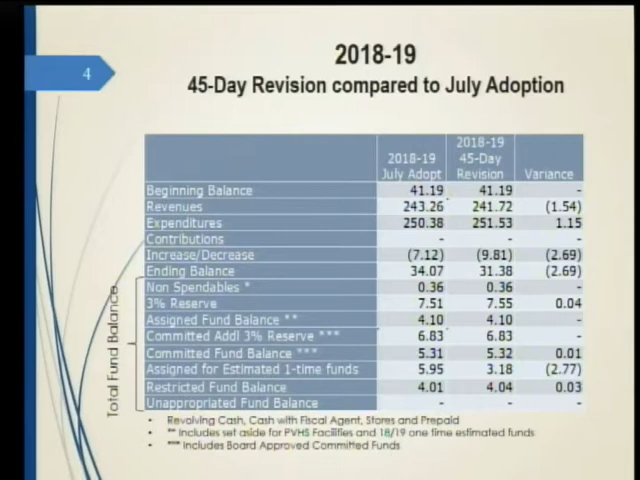 4
2018-19
45-Day Revision compared to July Adoption
2018-19 July Adopt 2018-19 45-Day Revision Variance
Beginning Balance 41.19 41.19 -
Revenues 243.26 241.72 (1.54)
Expenditures 250.38 251.53 1.15
Contributions - - -
Increase/Decrease (7.12) (9.81) (2.69)
Ending Balance 34.07 31.38 (2.69)
Non Spendables * 0.36 0.36 -
3% Reserve 7.51 7.55 0.04
Assigned Fund Balance ** 4.10 4.10 -
Committed Addl 3% Reserve *** 6.83 6.83 -
Committed Fund Balance *** 5.31 5.32 0.01
Assigned for Estimated 1-time funds 5.95 3.18 (2.77)
Restricted Fund Balance 4.01 4.04 0.03
Unappropriated Fund Balance - - -
Total Fund Balance
• Revolving Cash, Cash with Fiscal Agent, Stores and Prepaid
• ** Includes set aside for PVHS Facilities and 18/19 one time estimated funds
• *** Includes Board Approved Committed Funds